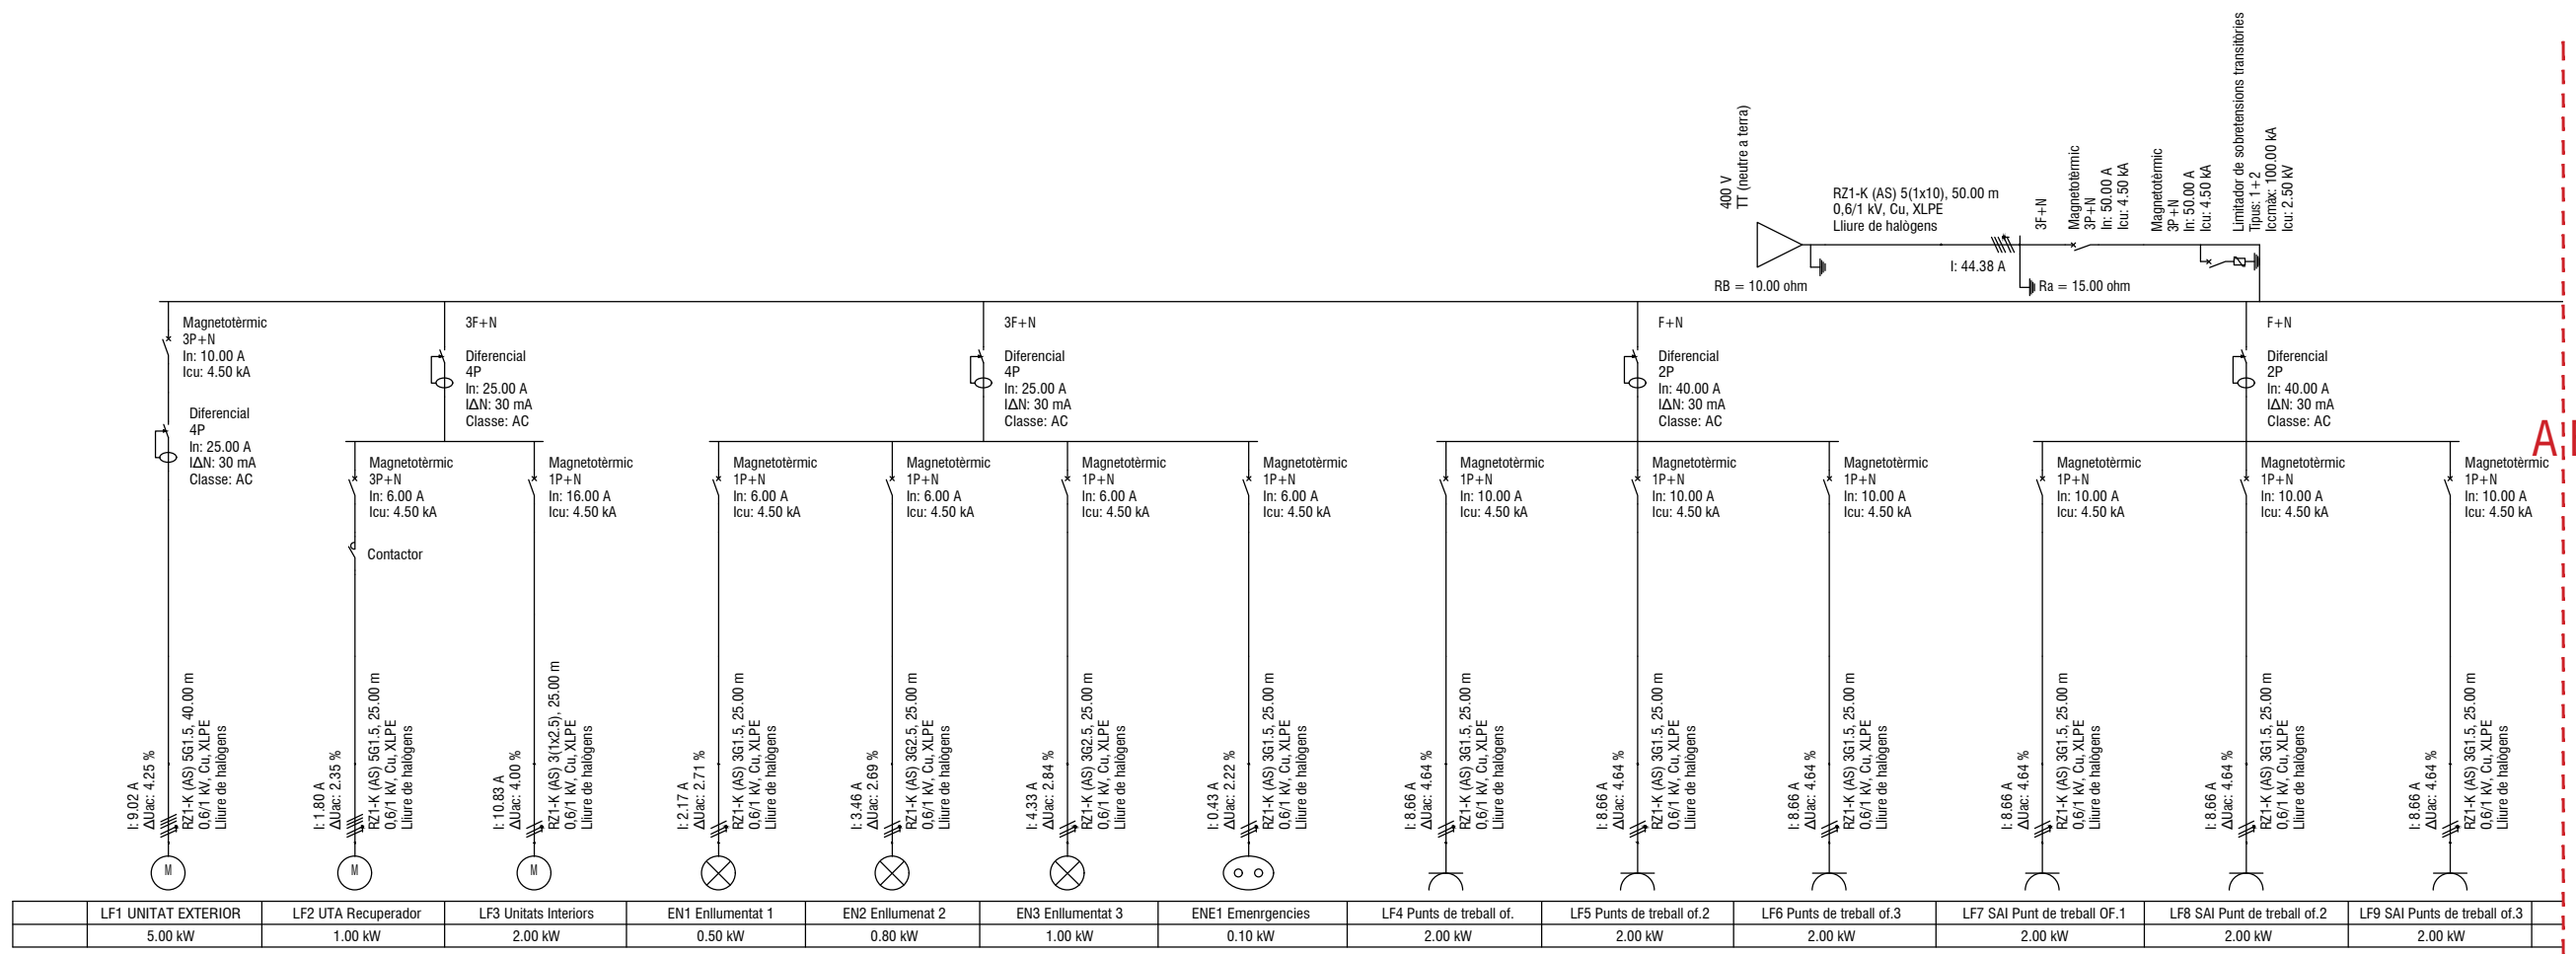 400 V
TT (neutre a terra)
RZ1-K (AS) 5(1x10), 50.00 m
0,6/1 kV, Cu, XLPE
Lliure de halògens
3F+N
Magnetotèrmic
3P+N
In: 50.00 A
Icu: 4.50 kA
Magnetotèrmic
3P+N
In: 50.00 A
Icu: 4.50 kA
Limitador de sobretensions transitòries
Tipus: 1+2
Iccmàx: 100.00 kA
Icu: 2.50 kV
I: 44.38 A
RB = 10.00 ohm
Ra = 15.00 ohm
Magnetotèrmic
3P+N
In: 10.00 A
Icu: 4.50 kA
Diferencial
4P
In: 25.00 A
IΔN: 30 mA
Classe: AC
3F+N
Diferencial
4P
In: 25.00 A
IΔN: 30 mA
Classe: AC
3F+N
Diferencial
4P
In: 25.00 A
IΔN: 30 mA
Classe: AC
F+N
Diferencial
2P
In: 40.00 A
IΔN: 30 mA
Classe: AC
F+N
Diferencial
2P
In: 40.00 A
IΔN: 30 mA
Classe: AC
Magnetotèrmic
3P+N
In: 6.00 A
Icu: 4.50 kA
Contactor
Magnetotèrmic
1P+N
In: 16.00 A
Icu: 4.50 kA
Magnetotèrmic
1P+N
In: 6.00 A
Icu: 4.50 kA
Magnetotèrmic
1P+N
In: 6.00 A
Icu: 4.50 kA
Magnetotèrmic
1P+N
In: 6.00 A
Icu: 4.50 kA
Magnetotèrmic
1P+N
In: 6.00 A
Icu: 4.50 kA
Magnetotèrmic
1P+N
In: 10.00 A
Icu: 4.50 kA
Magnetotèrmic
1P+N
In: 10.00 A
Icu: 4.50 kA
Magnetotèrmic
1P+N
In: 10.00 A
Icu: 4.50 kA
Magnetotèrmic
1P+N
In: 10.00 A
Icu: 4.50 kA
Magnetotèrmic
1P+N
In: 10.00 A
Icu: 4.50 kA
Magnetotèrmic
1P+N
In: 10.00 A
Icu: 4.50 kA
A
I: 9.02 A
ΔUac: 4.25 %
RZ1-K (AS) 5G1.5, 40.00 m
0,6/1 kV, Cu, XLPE
Lliure de halògens
I: 1.80 A
ΔUac: 2.35 %
RZ1-K (AS) 5G1.5, 25.00 m
0,6/1 kV, Cu, XLPE
Lliure de halògens
I: 10.83 A
ΔUac: 4.00 %
RZ1-K (AS) 3(1x2.5), 25.00 m
0,6/1 kV, Cu, XLPE
Lliure de halògens
I: 2.17 A
ΔUac: 2.71 %
RZ1-K (AS) 3G1.5, 25.00 m
0,6/1 kV, Cu, XLPE
Lliure de halògens
I: 3.46 A
ΔUac: 2.69 %
RZ1-K (AS) 3G2.5, 25.00 m
0,6/1 kV, Cu, XLPE
Lliure de halògens
I: 4.33 A
ΔUac: 2.84 %
RZ1-K (AS) 3G2.5, 25.00 m
0,6/1 kV, Cu, XLPE
Lliure de halògens
I: 0.43 A
ΔUac: 2.22 %
RZ1-K (AS) 3G1.5, 25.00 m
0,6/1 kV, Cu, XLPE
Lliure de halògens
I: 8.66 A
ΔUac: 4.64 %
RZ1-K (AS) 3G1.5, 25.00 m
0,6/1 kV, Cu, XLPE
Lliure de halògens
I: 8.66 A
ΔUac: 4.64 %
RZ1-K (AS) 3G1.5, 25.00 m
0,6/1 kV, Cu, XLPE
Lliure de halògens
I: 8.66 A
ΔUac: 4.64 %
RZ1-K (AS) 3G1.5, 25.00 m
0,6/1 kV, Cu, XLPE
Lliure de halògens
I: 8.66 A
ΔUac: 4.64 %
RZ1-K (AS) 3G1.5, 25.00 m
0,6/1 kV, Cu, XLPE
Lliure de halògens
I: 8.66 A
ΔUac: 4.64 %
RZ1-K (AS) 3G1.5, 25.00 m
0,6/1 kV, Cu, XLPE
Lliure de halògens
I: 8.66 A
ΔUac: 4.64 %
RZ1-K (AS) 3G1.5, 25.00 m
0,6/1 kV, Cu, XLPE
Lliure de halògens
M
M
M
LF1 UNITAT EXTERIOR
LF2 UTA Recuperador
LF3 Unitats Interiors
EN1 Enllumentat 1
EN2 Enllumenat 2
EN3 Enllumentat 3
ENE1 Emenrgencies
LF4 Punts de treball of.
LF5 Punts de treball of.2
LF6 Punts de treball of.3
LF7 SAI Punt de treball OF.1
LF8 SAI Punt de treball of.2
LF9 SAI Punts de treball of.3
5.00 kW
1.00 kW
2.00 kW
0.50 kW
0.80 kW
1.00 kW
0.10 kW
2.00 kW
2.00 kW
2.00 kW
2.00 kW
2.00 kW
2.00 kW